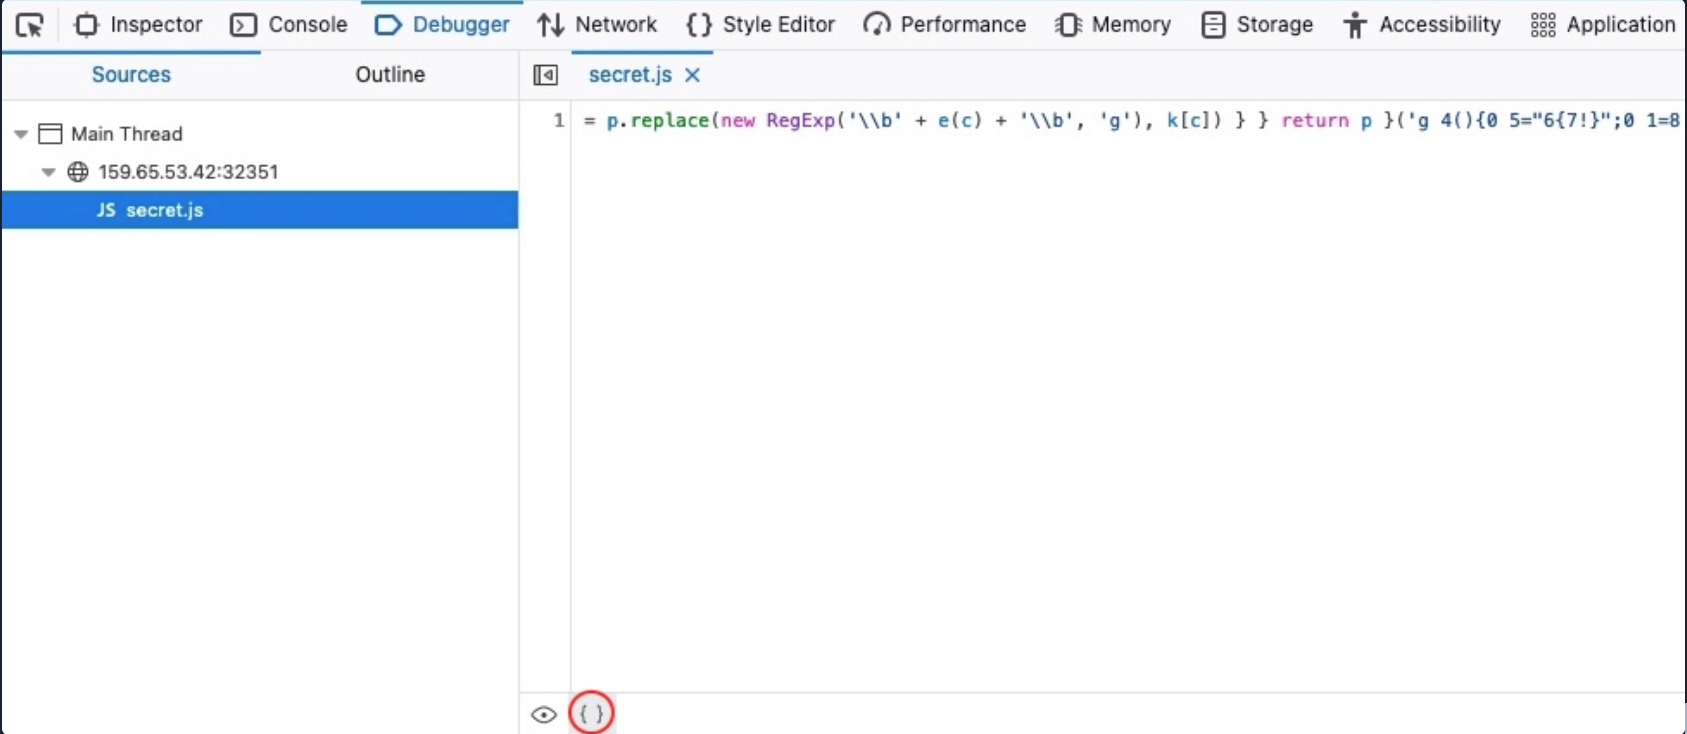 Inspector Console Debugger Network {} Style Editor Performance Memory Storage Accessibility Application
Sources Outline secret.js ×
Main Thread
159.65.53.42:32351
JS secret.js
1 = p.replace(new RegExp('\\b' + e(c) + '\\b', 'g'), k[c]) } } return p }('g 4(){0 5="6{7!}";0 1=8
{ }